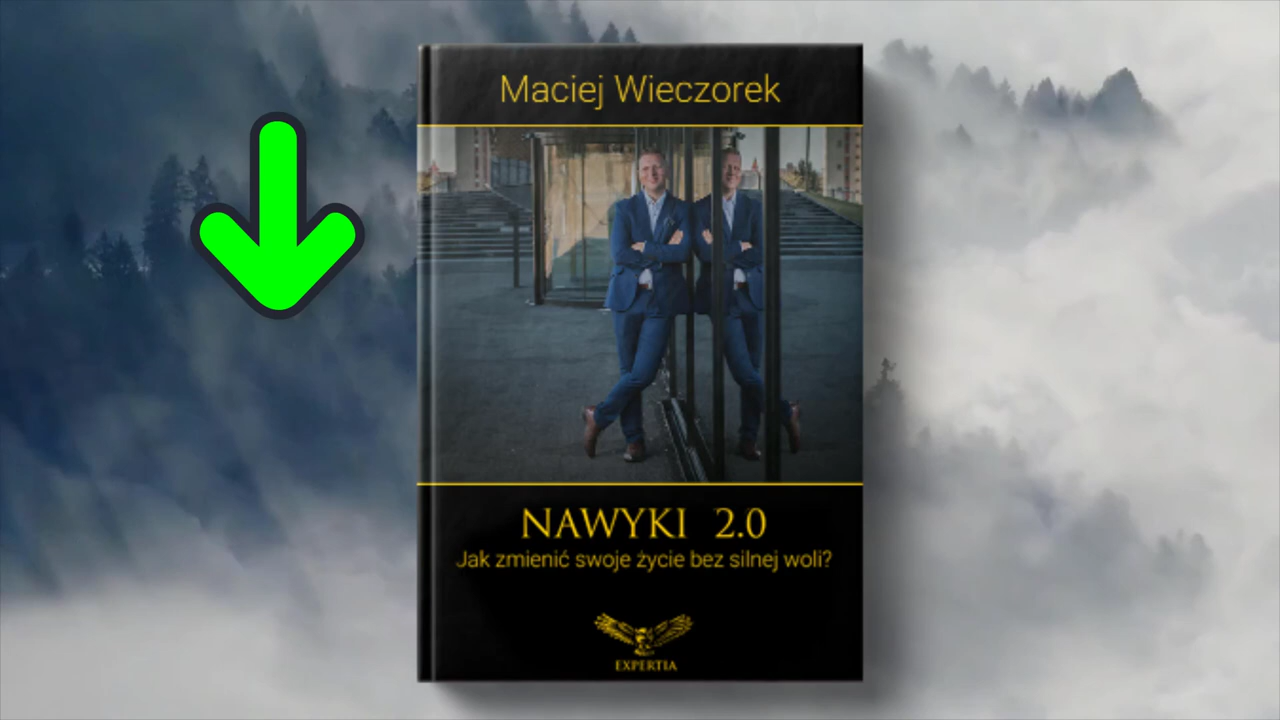 Maciej Wieczorek
NAWYKI 2.0
Jak zmienić swoje życie bez silnej woli?
EXPERTIA